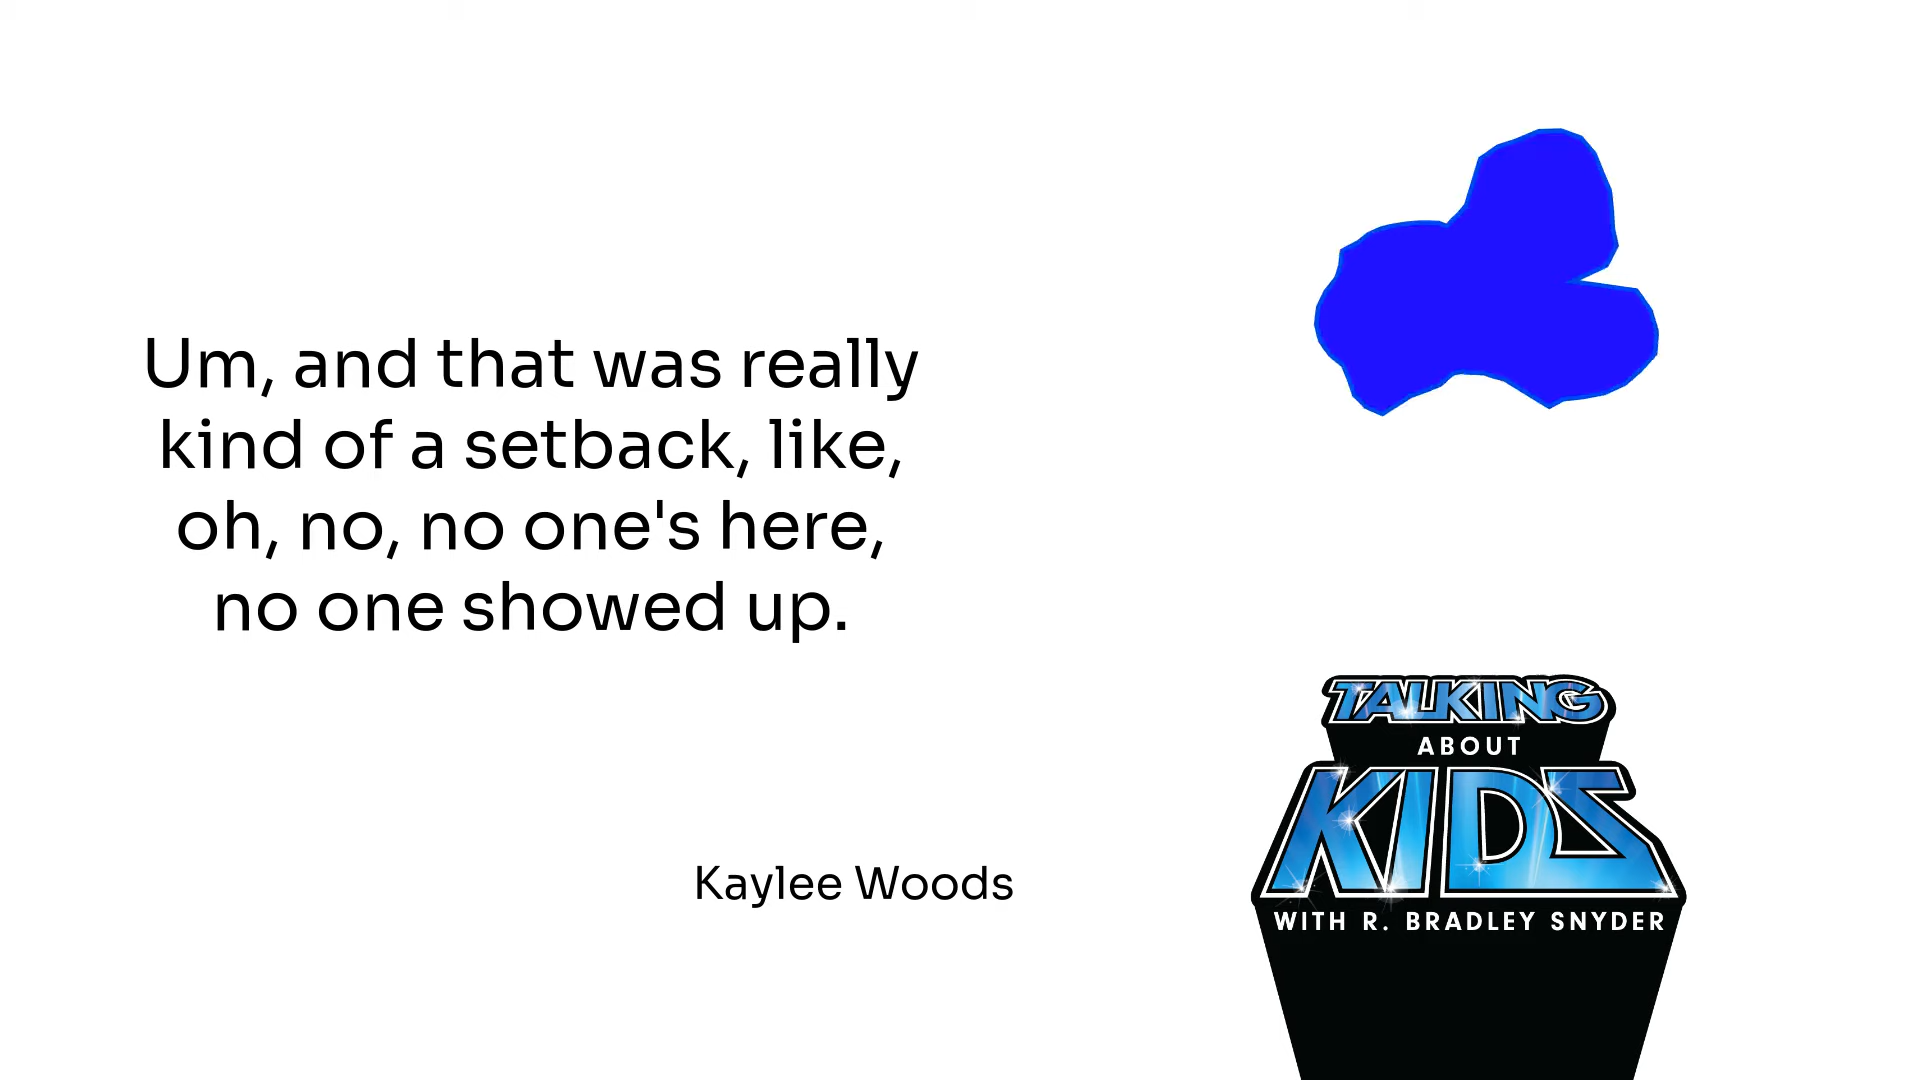 Um, and that was really
kind of a setback, like,
oh, no, no one's here,
no one showed up.
Kaylee Woods
TALKING
ABOUT
KIDS
WITH R. BRADLEY SNYDER